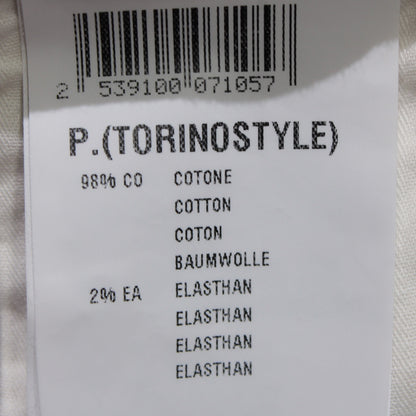 2 539100 071057
P.(TORINOSTYLE)
98% CO COTONE
COTTON
COTON
BAUMWOLLE
2% EA ELASTHAN
ELASTHAN
ELASTHAN
ELASTHAN